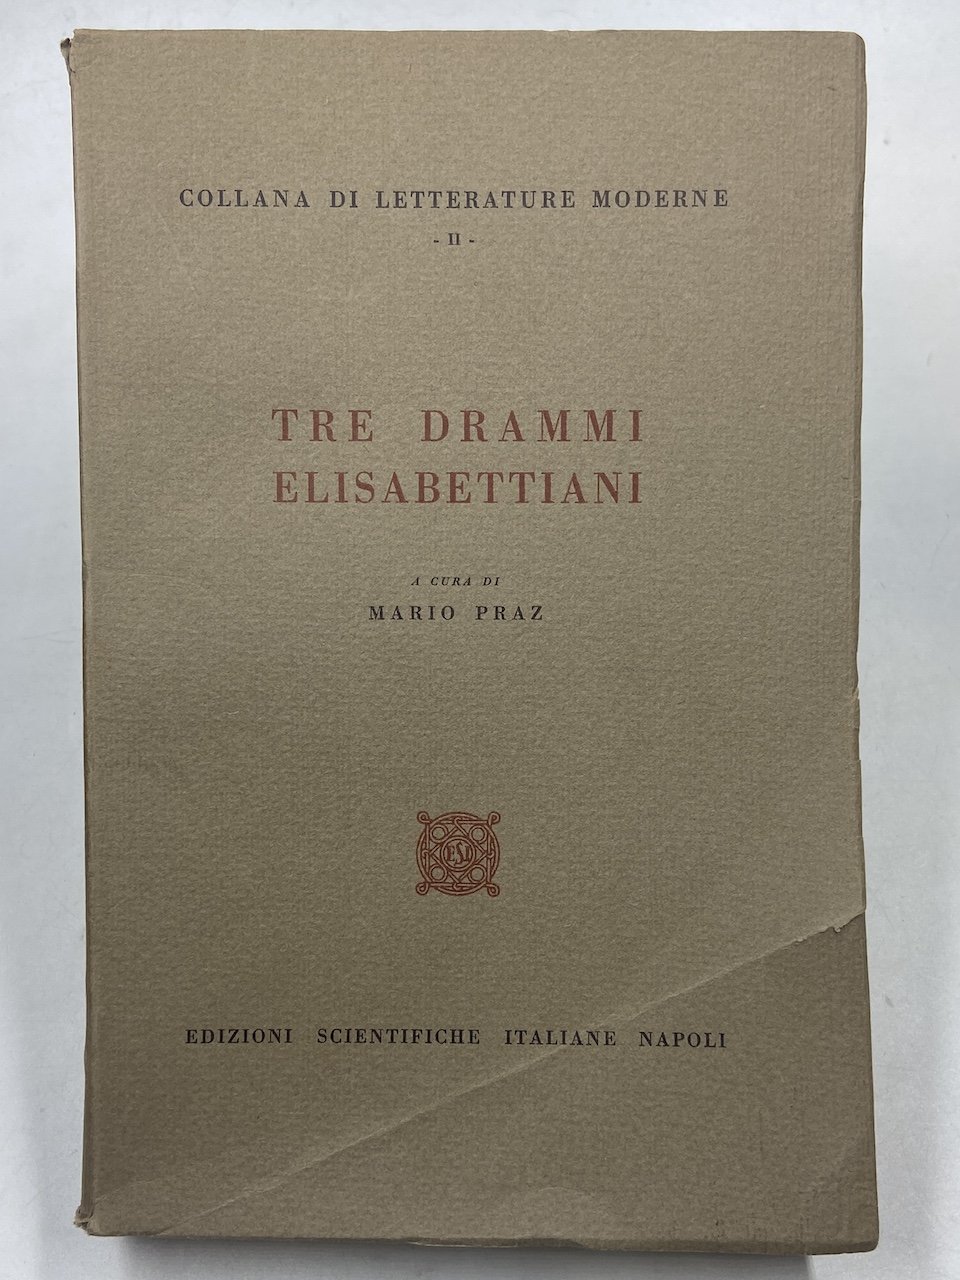 COLLANA DI LETTERATURE MODERNE
- II -
TRE DRAMMI
ELISABETTIANI
A CURA DI
MARIO PRAZ
ESI
EDIZIONI SCIENTIFICHE ITALIANE NAPOLI